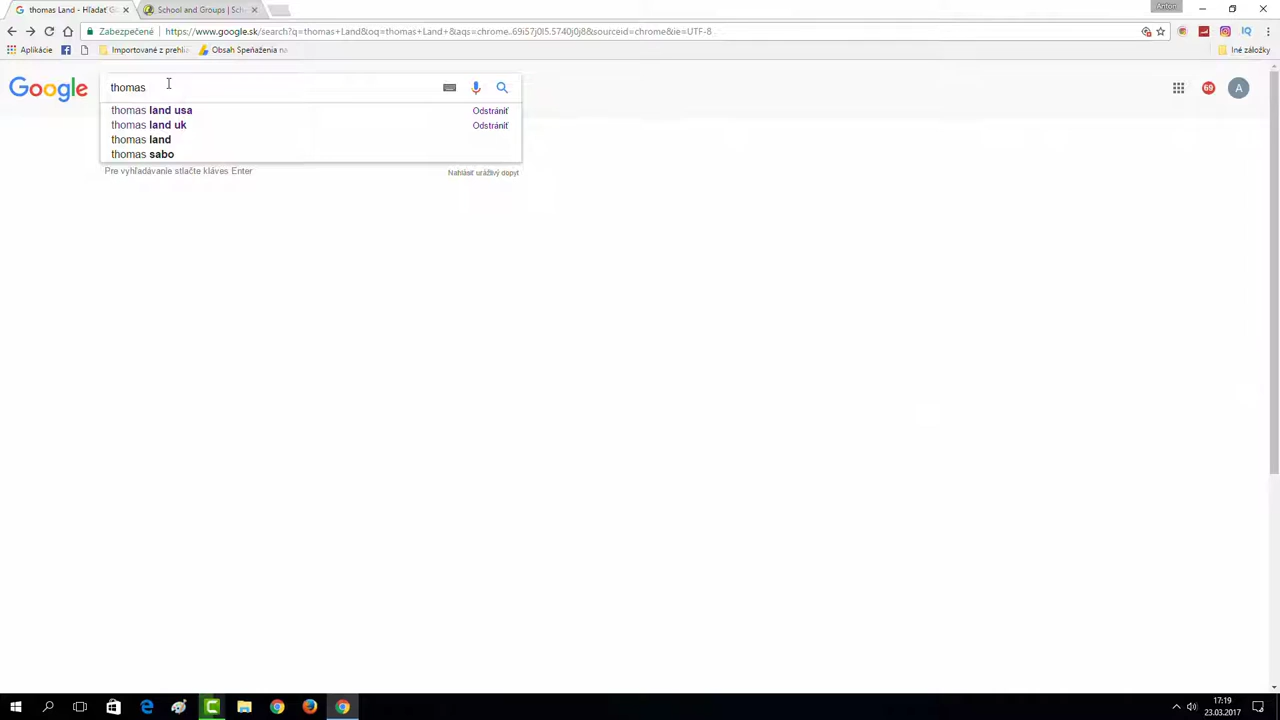 thomas Land - Hľadať G
School and Groups | Sch
Anton
Zabezpečené
https://www.google.sk/search?q=thomas+Land&oq=thomas+Land+&aqs=chrome..69i57j0l5.5740j0j8&sourceid=chrome&ie=UTF-8
Aplikácie
Importované z prehli
Obsah Speňaženia na
Iné záložky
Google
thomas
69
A
thomas land usa
Odstrániť
thomas land uk
Odstrániť
thomas land
thomas sabo
Pre vyhľadávanie stlačte kláves Enter
Nahlásiť urážlivý dopyt
17:19
23.03.2017